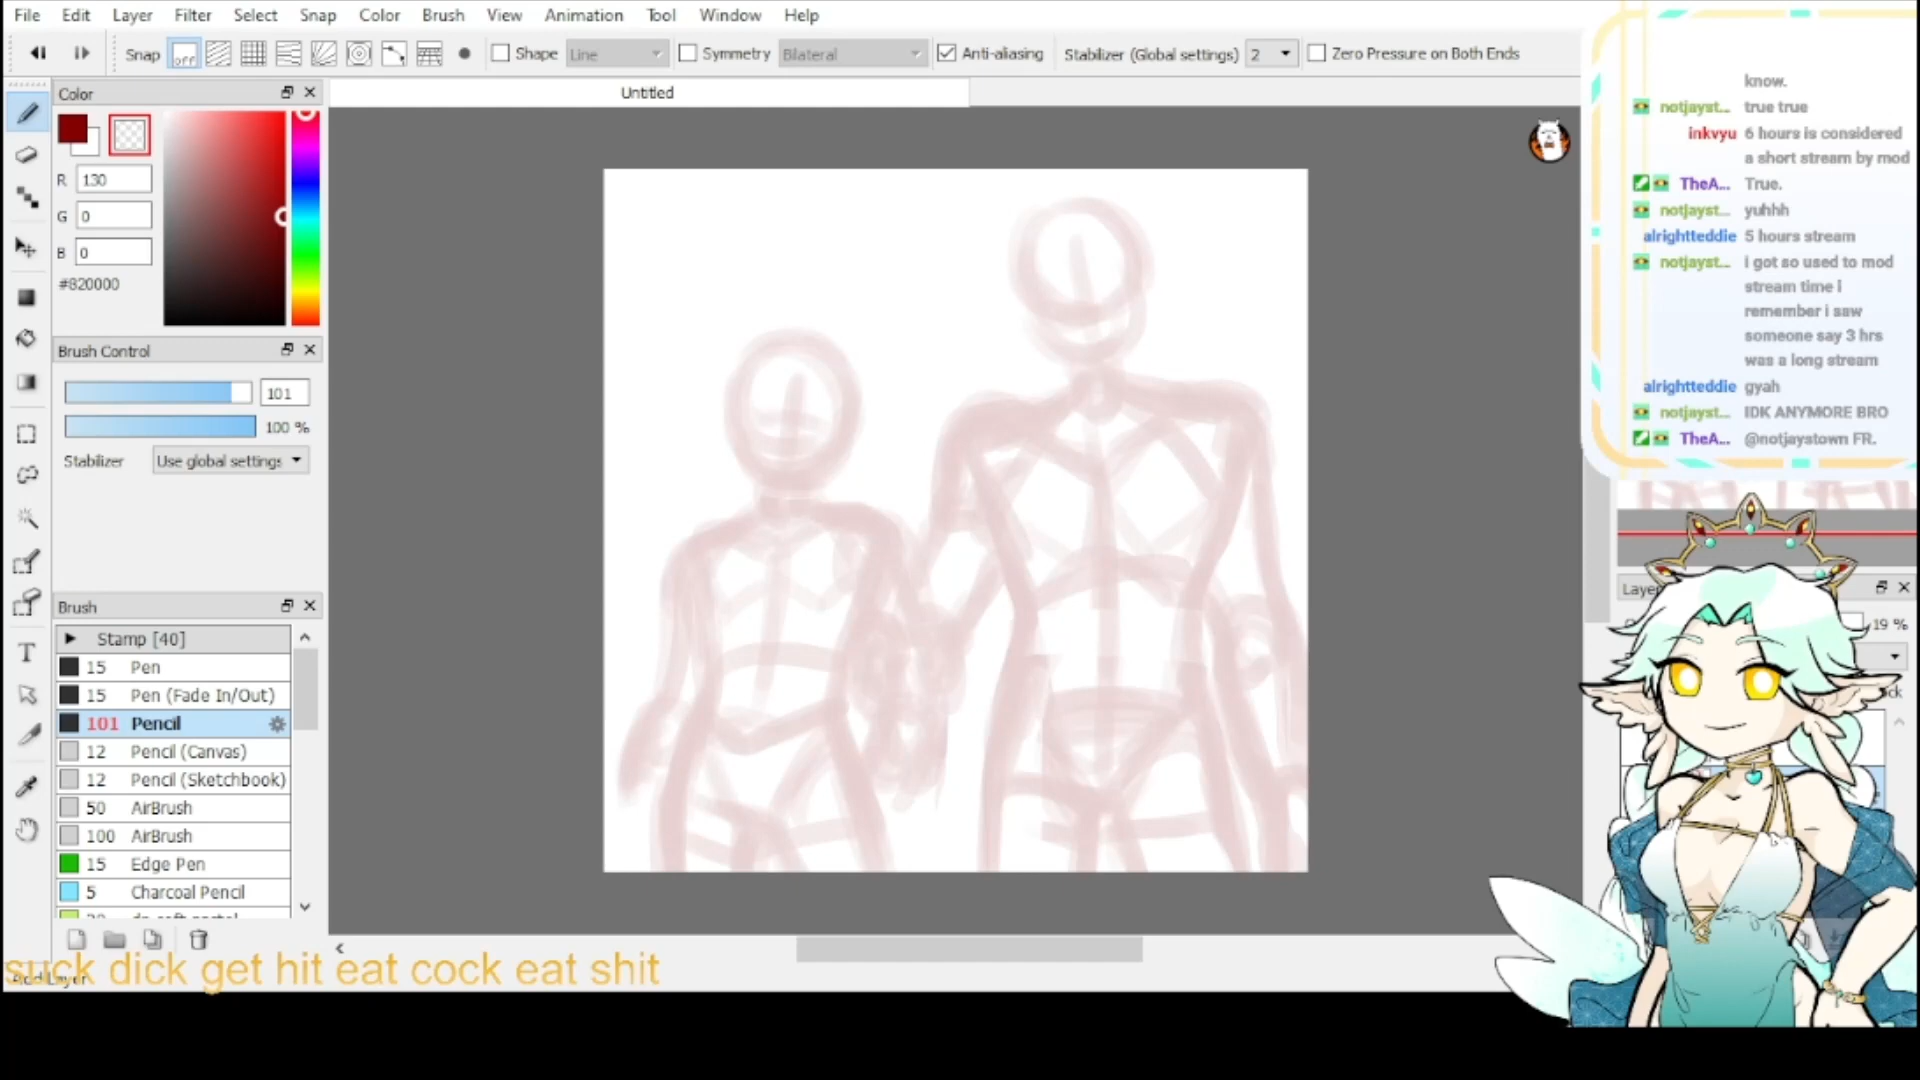 File Edit Layer Filter Select Snap Color Brush View Animation Tool Window Help
Snap off Shape Line Symmetry Bilateral Anti-aliasing Stabilizer (Global settings) 2 Zero Pressure on Both Ends
Color
Untitled
R 130
G 0
B 0
#820000
Brush Control
101
100 %
Stabilizer Use global settings
Brush
Stamp [40]
15 Pen
15 Pen (Fade In/Out)
101 Pencil
12 Pencil (Canvas)
12 Pencil (Sketchbook)
50 AirBrush
100 AirBrush
15 Edge Pen
5 Charcoal Pencil
suck dick get hit eat cock eat shit
Add Layer
know.
notjayst... true true
inkvyu 6 hours is considered
a short stream by mod
TheA... True.
notjayst... yuhhh
alrightteddie 5 hours stream
notjayst... i got so used to mod
stream time i
remember i saw
someone say 3 hrs
was a long stream
alrightteddie gyah
notjayst... IDK ANYMORE BRO
TheA... @notjaystown FR.
Laye
19 %